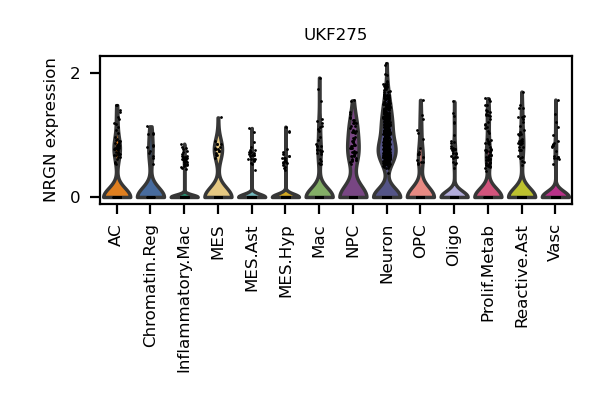 UKF275
NRGN expression
2
0
AC
Chromatin.Reg
Inflammatory.Mac
MES
MES.Ast
MES.Hyp
Mac
NPC
Neuron
OPC
Oligo
Prolif.Metab
Reactive.Ast
Vasc